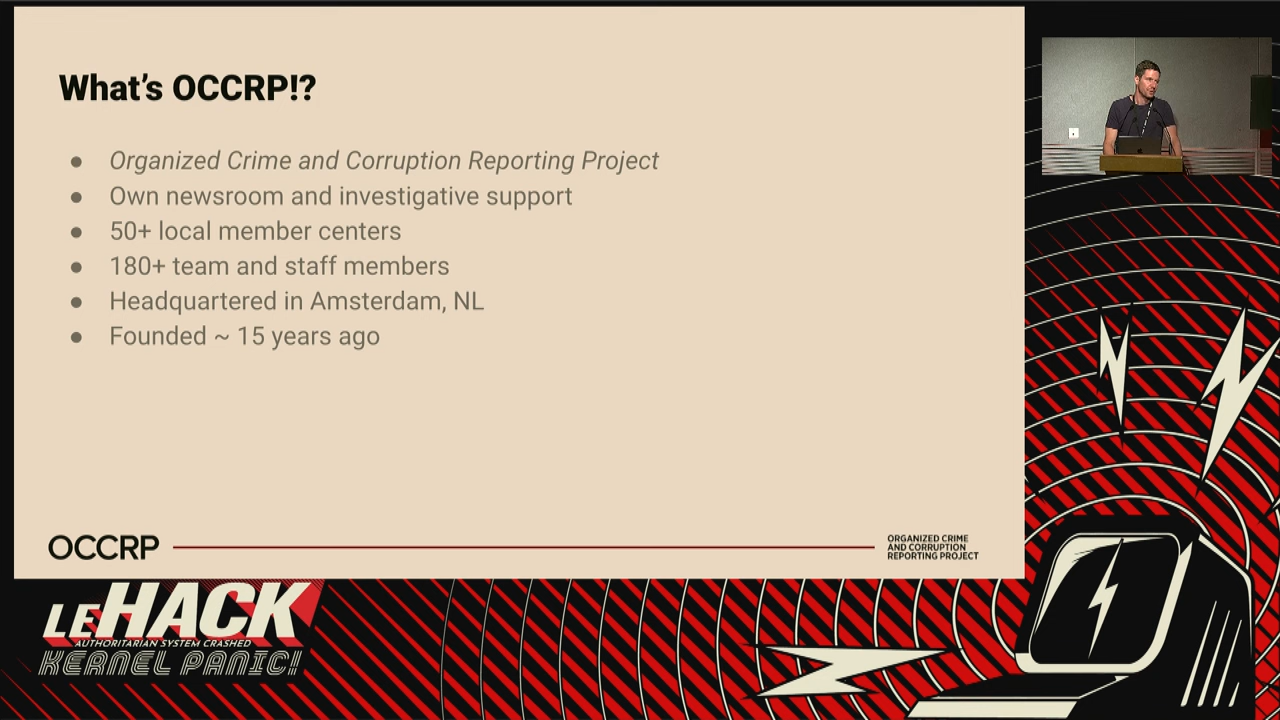 What's OCCRP!?
● Organized Crime and Corruption Reporting Project
● Own newsroom and investigative support
● 50+ local member centers
● 180+ team and staff members
● Headquartered in Amsterdam, NL
● Founded ~ 15 years ago
OCCRP
ORGANIZED CRIME
AND CORRUPTION
REPORTING PROJECT
LEHACK
AUTHORITARIAN SYSTEM CRASHED
KERNEL PANIC!